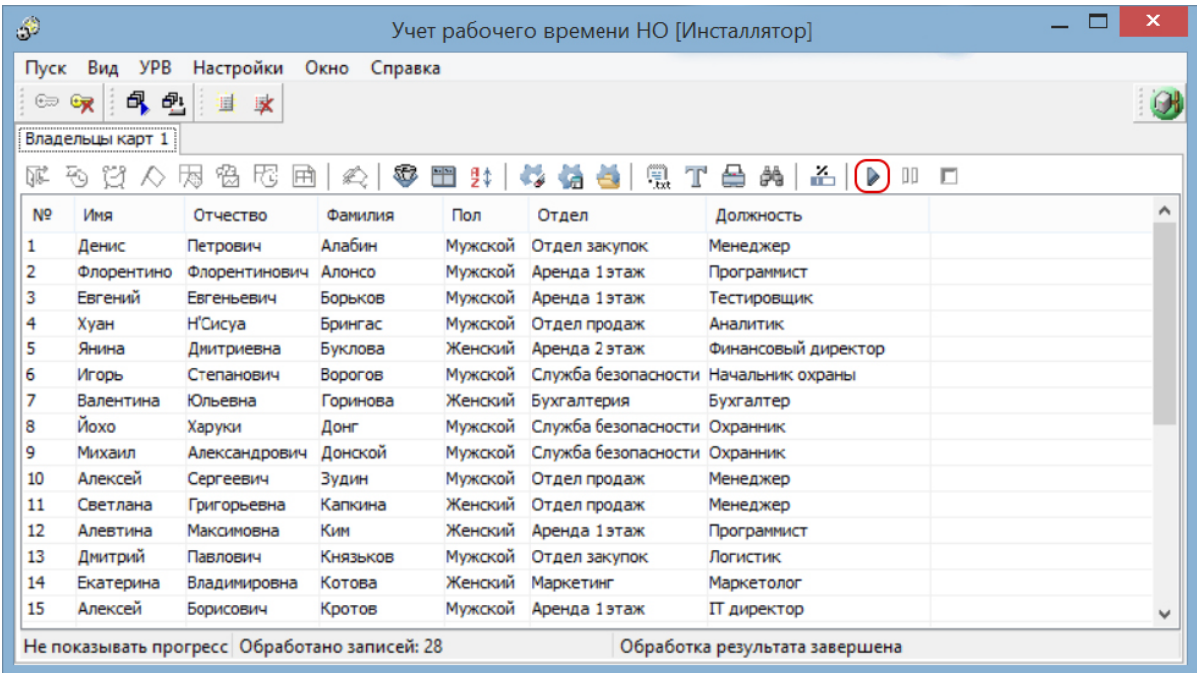 Учет рабочего времени НО [Инсталлятор]
Пуск Вид УРВ Настройки Окно Справка
Владельцы карт 1
.txt T
№ Имя Отчество Фамилия Пол Отдел Должность
1 Денис Петрович Алабин Мужской Отдел закупок Менеджер
2 Флорентино Флорентинович Алонсо Мужской Аренда 1 этаж Программист
3 Евгений Евгеньевич Борьков Мужской Аренда 1 этаж Тестировщик
4 Хуан Н'Сисуа Брингас Мужской Отдел продаж Аналитик
5 Янина Дмитриевна Буклова Женский Аренда 2 этаж Финансовый директор
6 Игорь Степанович Ворогов Мужской Служба безопасности Начальник охраны
7 Валентина Юльевна Горинова Женский Бухгалтерия Бухгалтер
8 Йохо Харуки Донг Мужской Служба безопасности Охранник
9 Михаил Александрович Донской Мужской Служба безопасности Охранник
10 Алексей Сергеевич Зудин Мужской Отдел продаж Менеджер
11 Светлана Григорьевна Капкина Женский Отдел продаж Менеджер
12 Алевтина Максимовна Ким Женский Аренда 1 этаж Программист
13 Дмитрий Павлович Князьков Мужской Отдел закупок Логистик
14 Екатерина Владимировна Котова Женский Маркетинг Маркетолог
15 Алексей Борисович Кротов Мужской Аренда 1 этаж IT директор
Не показывать прогресс Обработано записей: 28 Обработка результата завершена